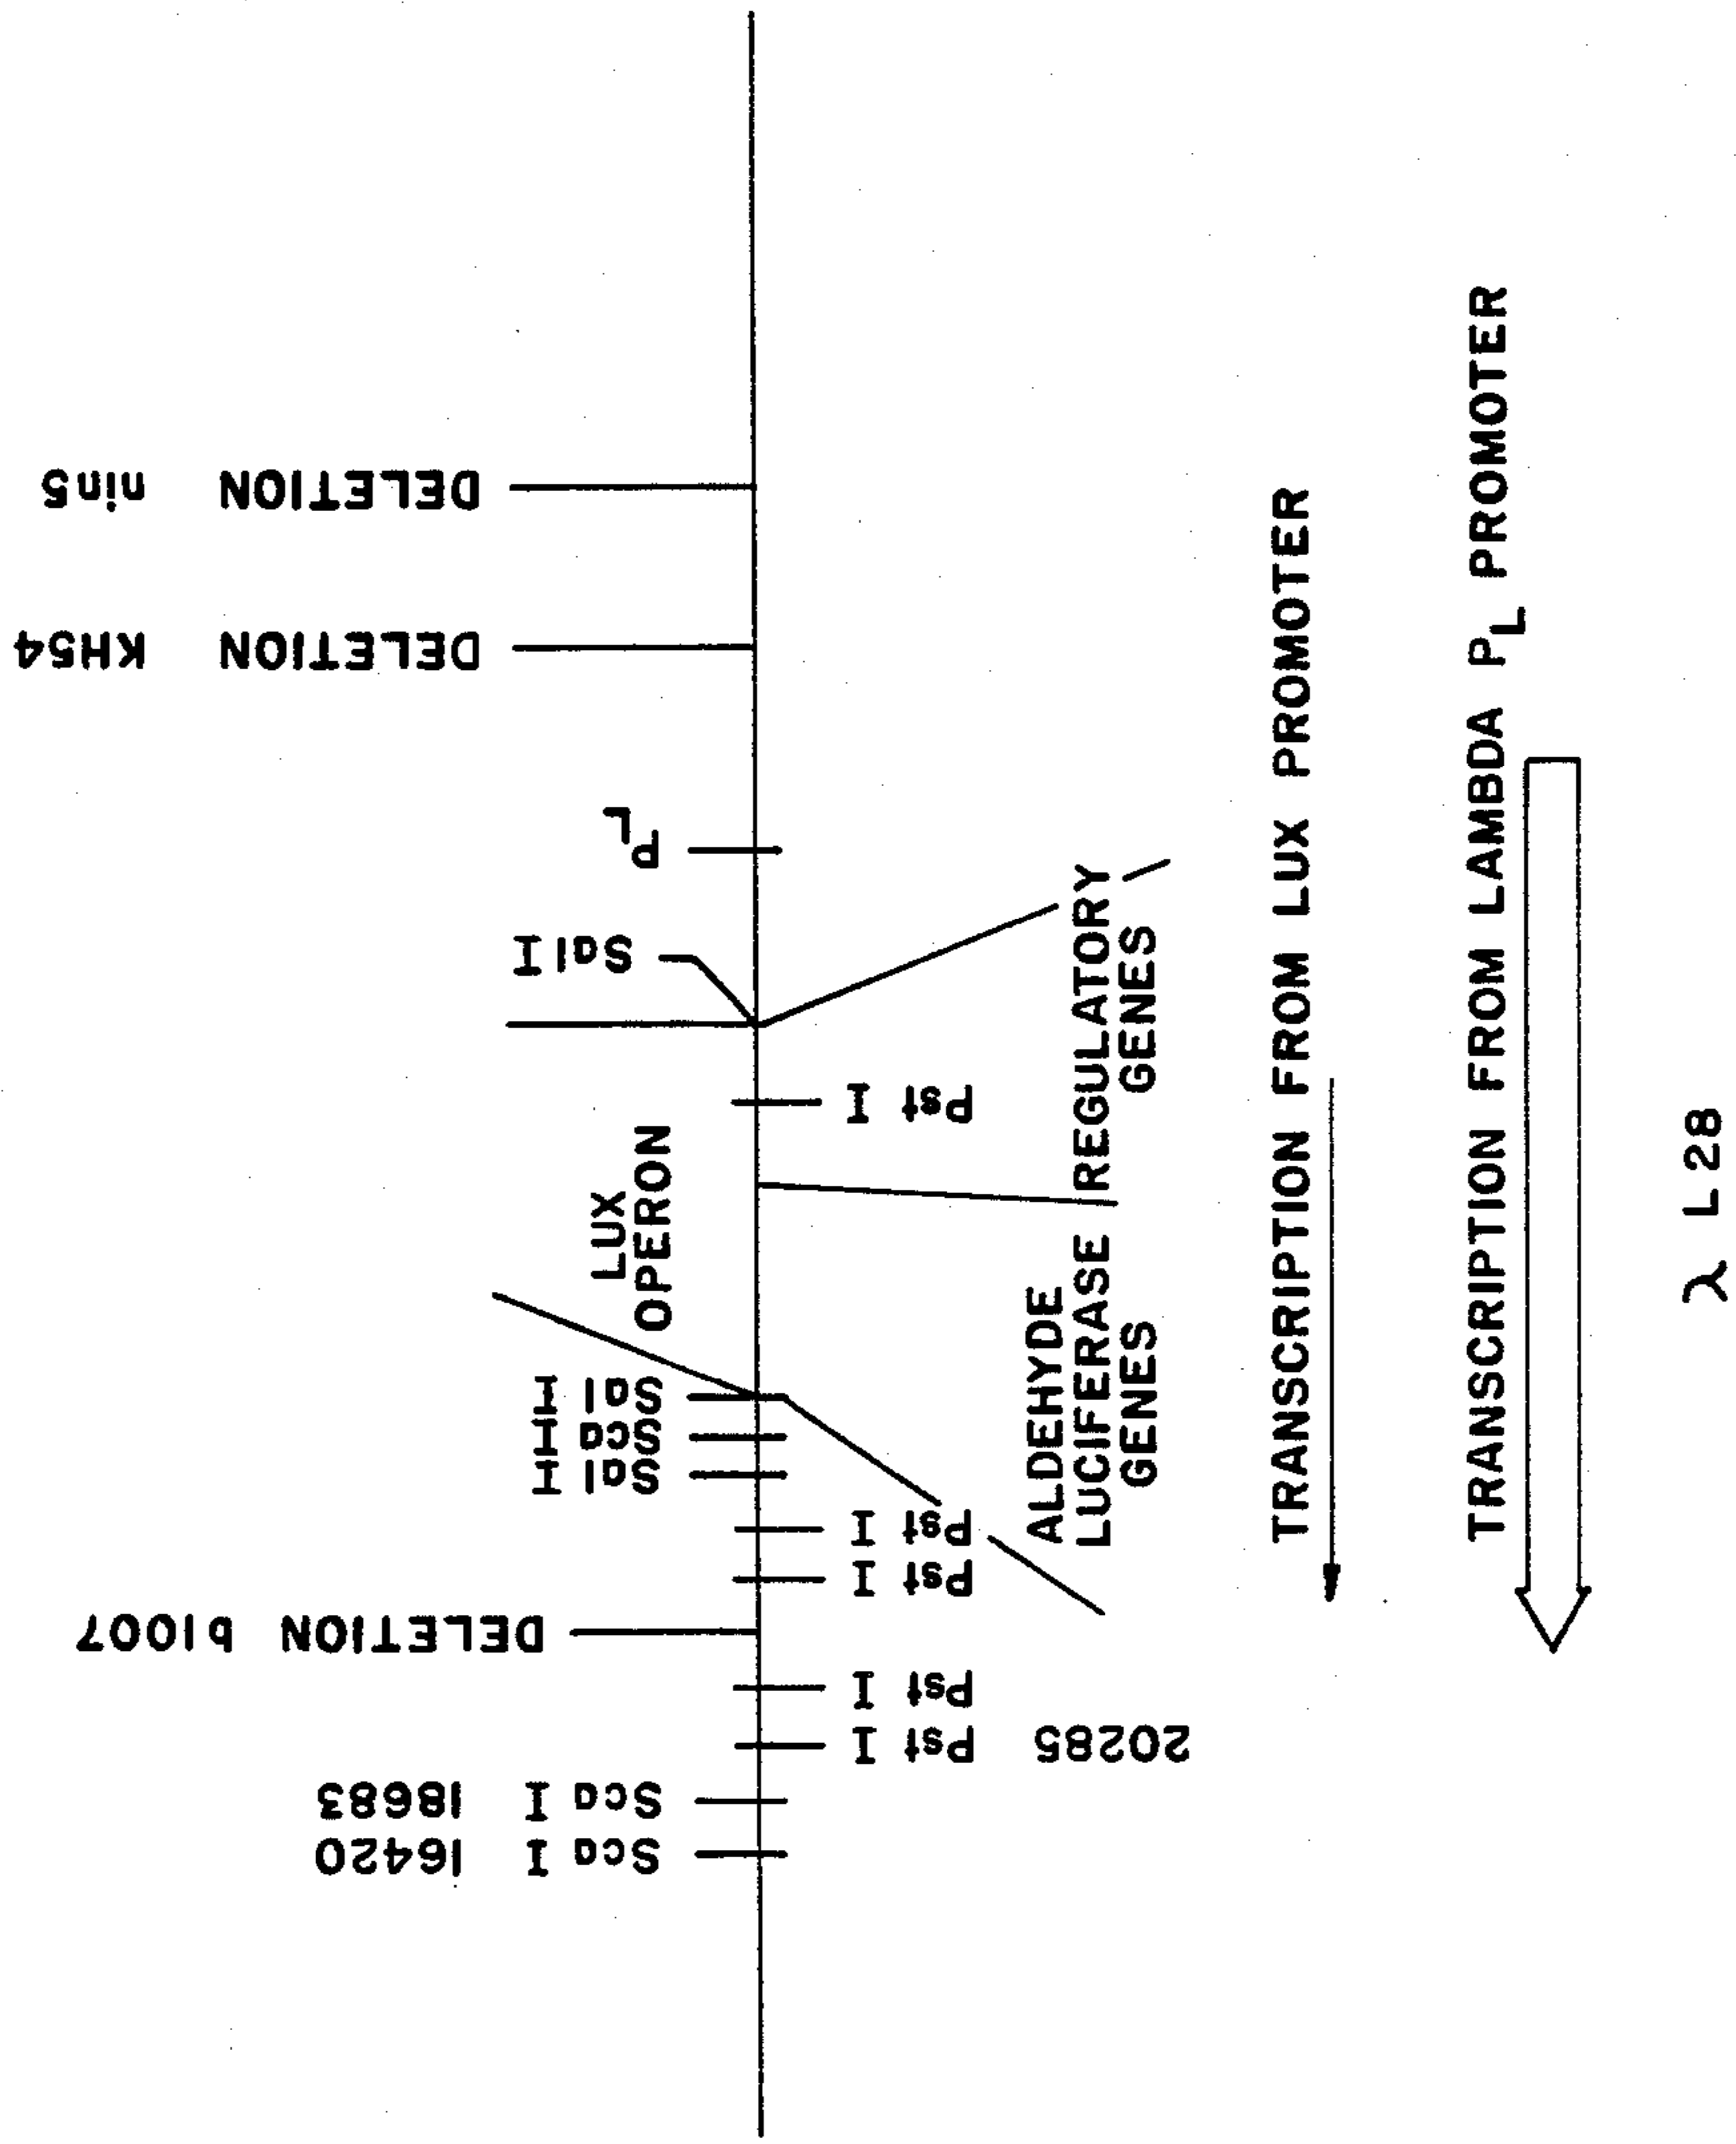 DELETION nin5
DELETION KH54
PL
SalI
Pst I
LUX
OPERON
Sal I
Sca I
Sal I
Pst I
Pst I
DELETION b1007
Pst I
Pst I 20285
Sca I 18683
Sca I 16420
ALDEHYDE
LUCIFERASE
GENES
REGULATORY
GENES
TRANSCRIPTION FROM LUX PROMOTER
TRANSCRIPTION FROM LAMBDA PL PROMOTER
λ L28